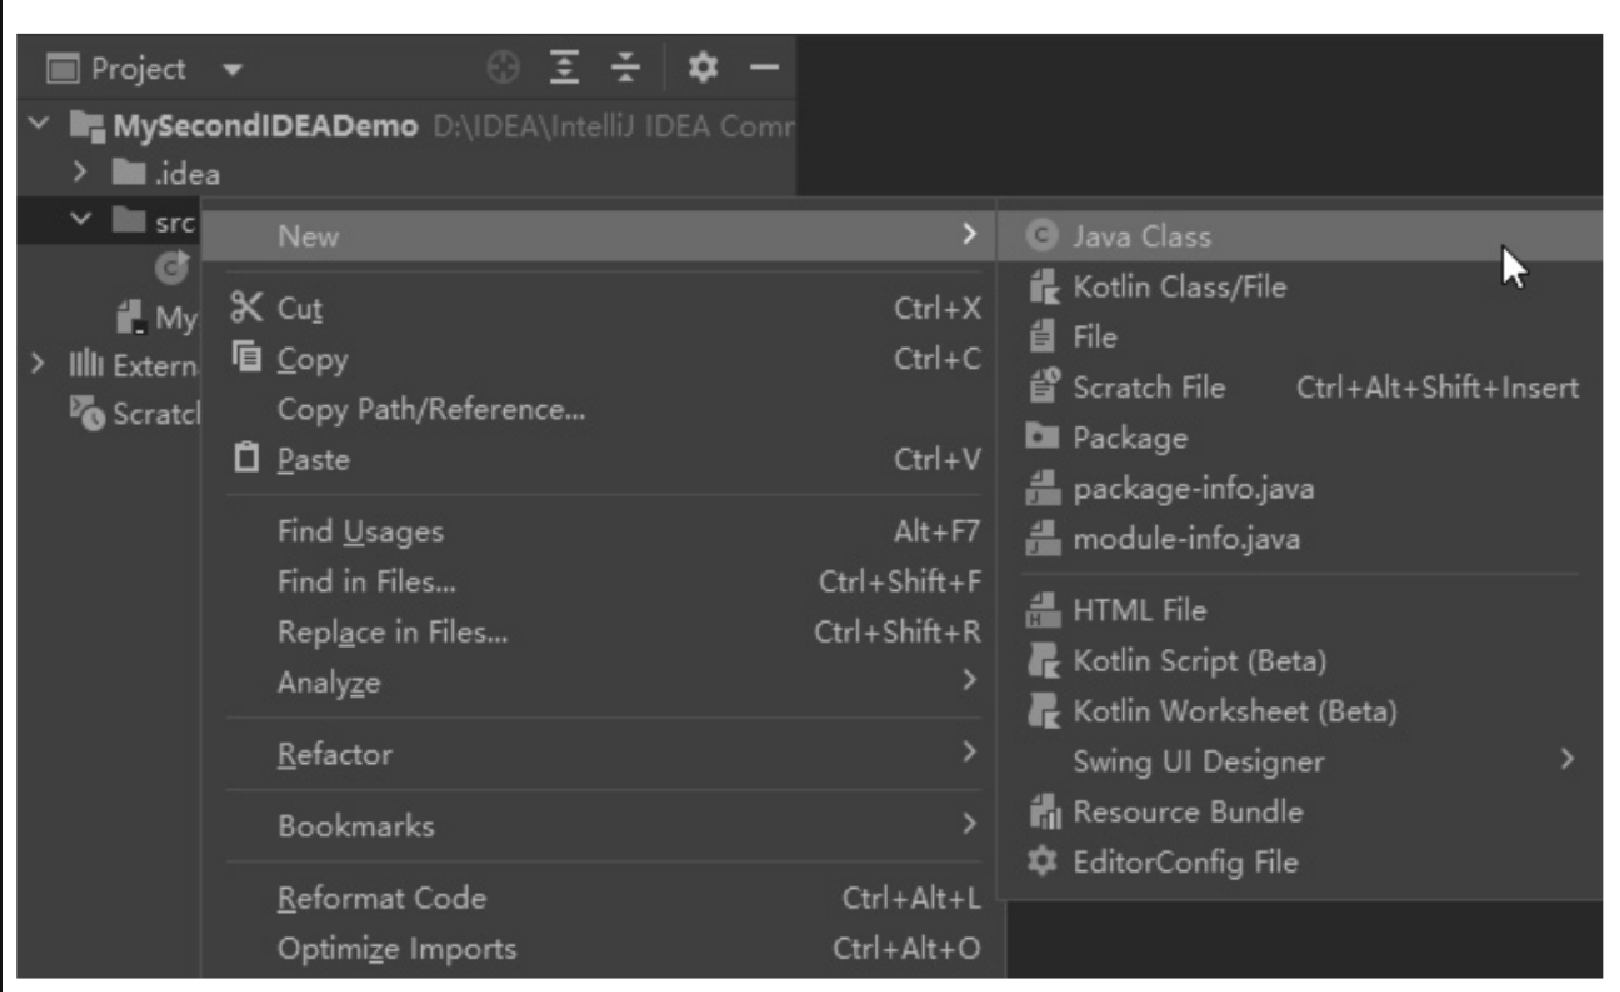 Project
MySecondIDEADemo D:\IDEA\IntelliJ IDEA Comm
.idea
src
My
Extern
Scratcl
New
Cut Ctrl+X
Copy Ctrl+C
Copy Path/Reference...
Paste Ctrl+V
Find Usages Alt+F7
Find in Files... Ctrl+Shift+F
Replace in Files... Ctrl+Shift+R
Analyze
Refactor
Bookmarks
Reformat Code Ctrl+Alt+L
Optimize Imports Ctrl+Alt+O
Java Class
Kotlin Class/File
File
Scratch File Ctrl+Alt+Shift+Insert
Package
package-info.java
module-info.java
HTML File
Kotlin Script (Beta)
Kotlin Worksheet (Beta)
Swing UI Designer
Resource Bundle
EditorConfig File